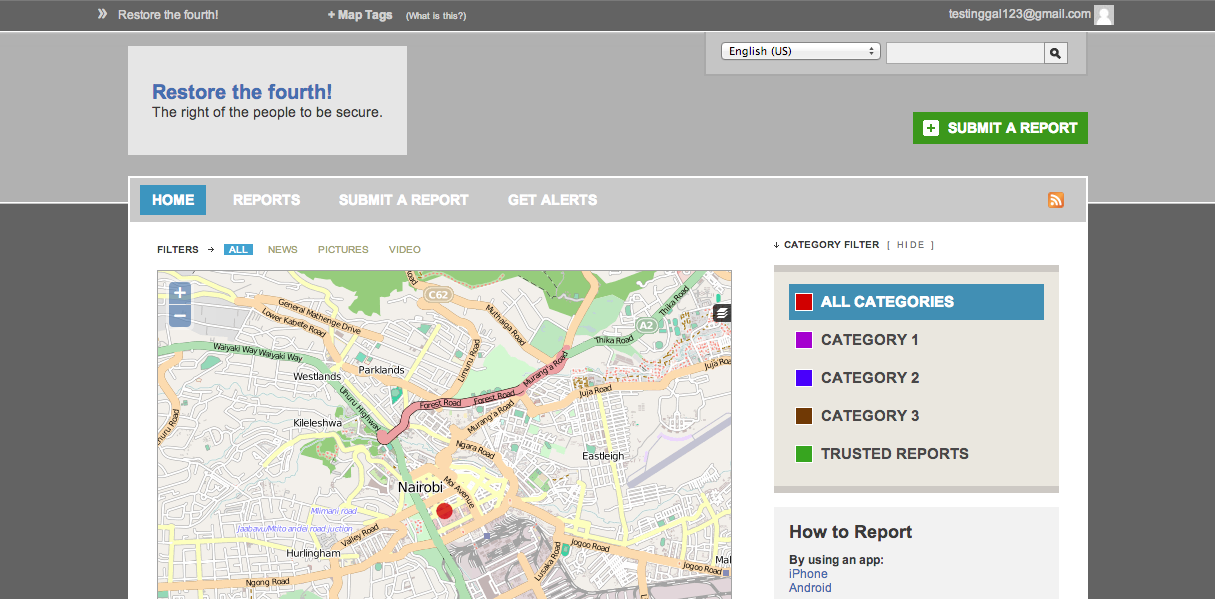 » Restore the fourth!
+ Map Tags (What is this?)
testinggal123@gmail.com
English (US)
Restore the fourth!
The right of the people to be secure.
SUBMIT A REPORT
HOME
REPORTS
SUBMIT A REPORT
GET ALERTS
FILTERS → ALL NEWS PICTURES VIDEO
↓ CATEGORY FILTER [ HIDE ]
+
−
C62
General Mathenge Drive
Lower Kabete Road
Muthaiga Road
Thika Road
A2
Thika Road
Waiyaki Way Waiyaki Way
Westlands
Parklands
Limuru Road
Murang'a Road
Juja Road
Juja Roa
Uhuru Highway
Forest Road
Forest Road
Murang'a Road
Kileleshwa
Ngara Road
Eastleigh
Nairobi
Moi Avenue
Mlimani road
Jaabavu/Mtito andei road juction
Valley Road
Hurlingham
Jogoo Road
Lusaka Road
Jogoo Road
Mal
Ngong Road
ALL CATEGORIES
CATEGORY 1
CATEGORY 2
CATEGORY 3
TRUSTED REPORTS
How to Report
By using an app:
iPhone
Android